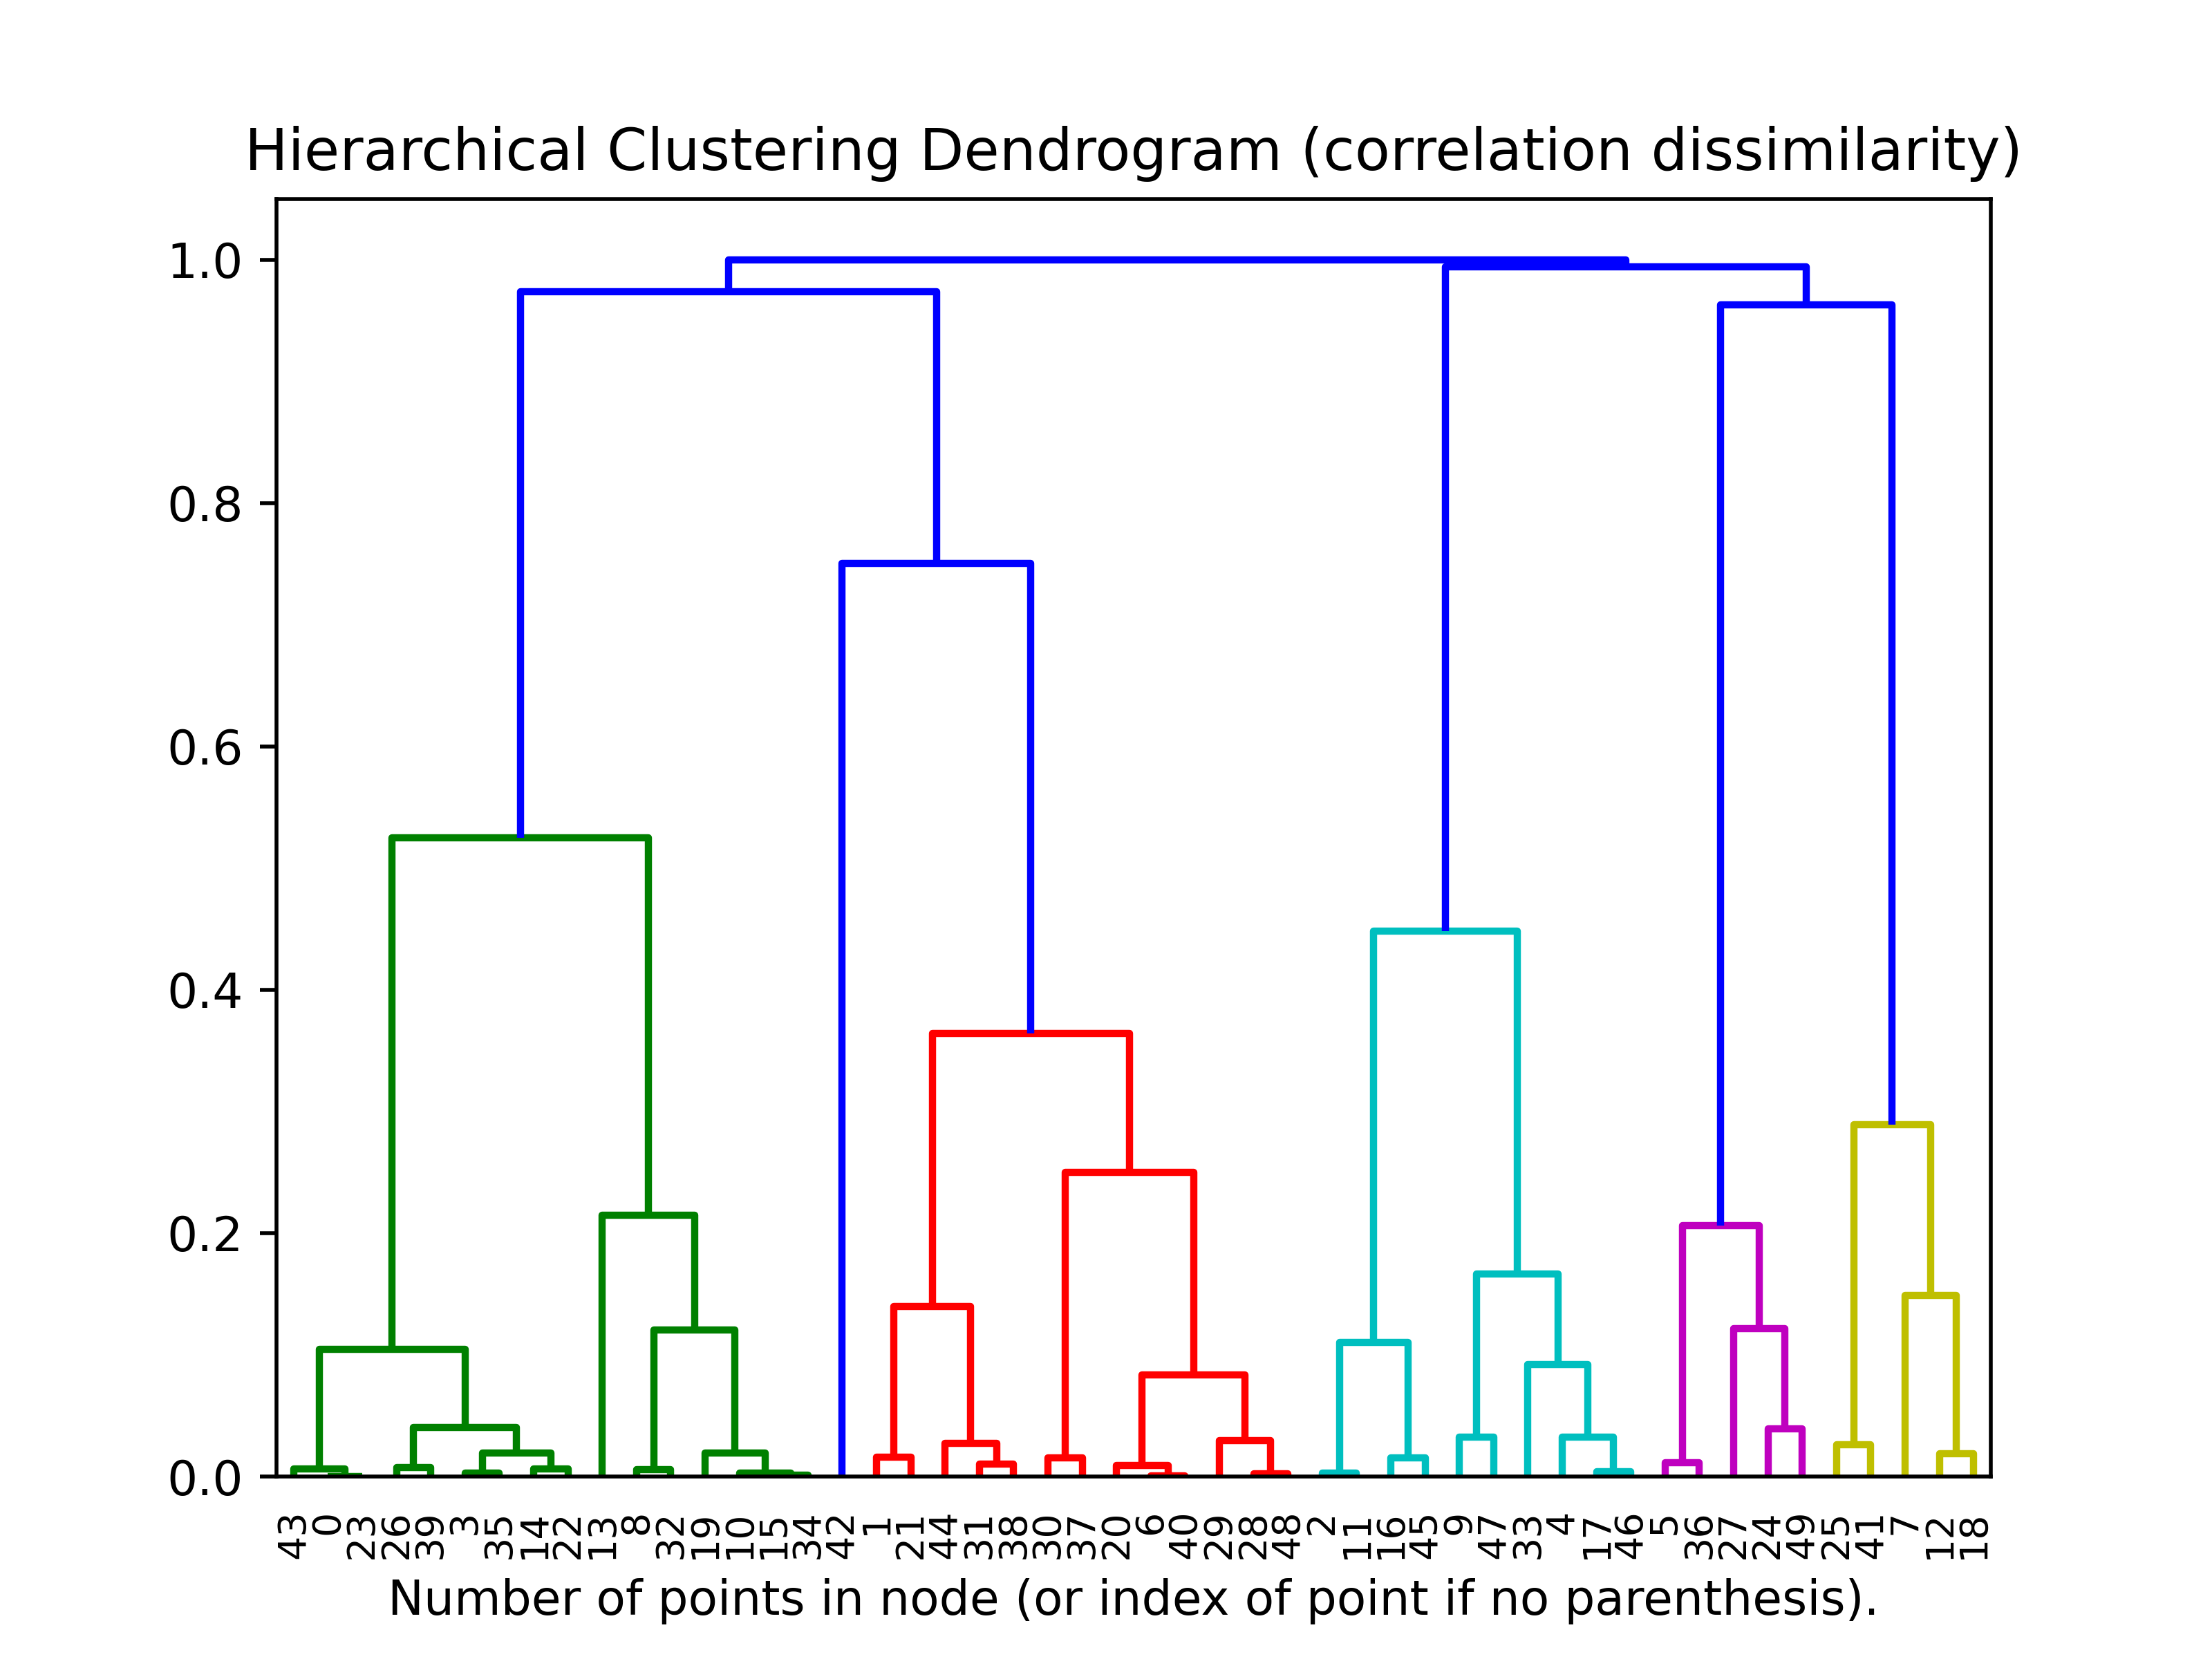 Hierarchical Clustering Dendrogram (correlation dissimilarity)
1.0
0.8
0.6
0.4
0.2
0.0
43 0 23 26 39 3 35 14 22 13 8 32 19 10 15 34 42 1 21 44 31 38 30 37 20 6 40 29 28 48 2 11 16 45 9 47 33 4 17 46 5 36 27 24 49 25 41 7 12 18
Number of points in node (or index of point if no parenthesis).